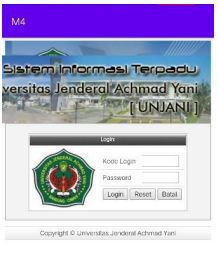 M4
Sistem Informasi Terpadu
versitas Jenderal Achmad Yani
[ UNJANI ]
Login
Kode Login
Password
Login Reset Batal
Copyright © Universitas Jenderal Achmad Yani